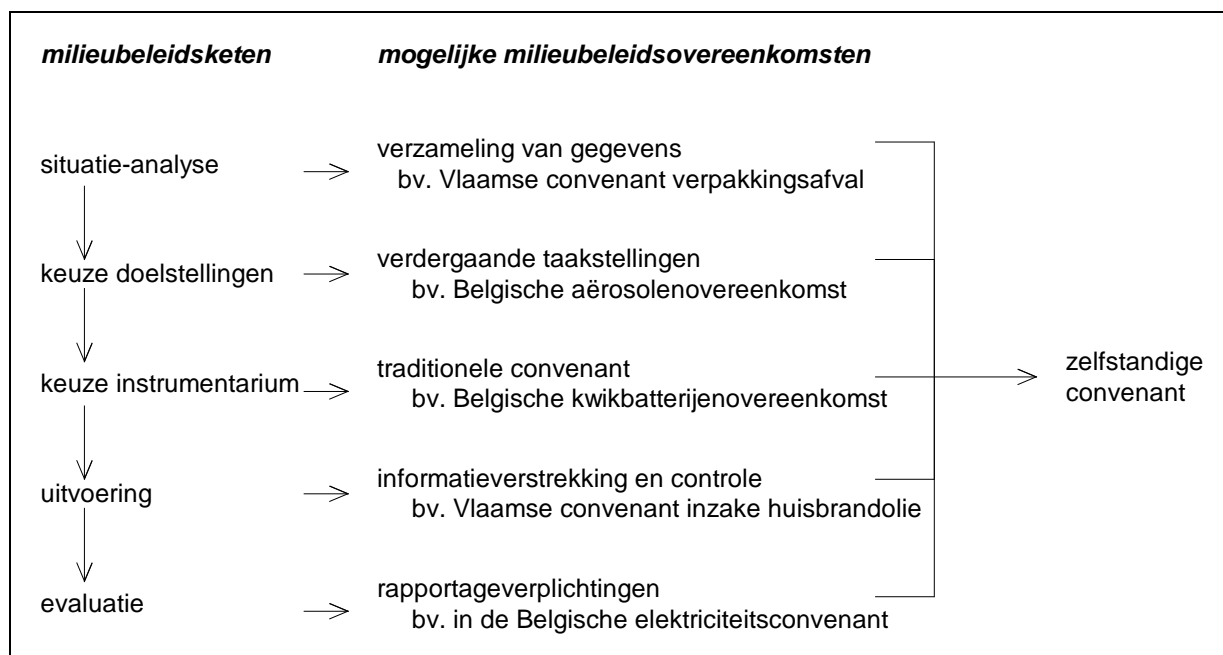 milieubeleidsketen mogelijke milieubeleidsovereenkomsten
situatie-analyse
verzameling van gegevens
bv. Vlaamse convenant verpakkingsafval
keuze doelstellingen
verdergaande taakstellingen
bv. Belgische aërosolenovereenkomst
keuze instrumentarium
traditionele convenant
bv. Belgische kwikbatterijenovereenkomst
zelfstandige
convenant
uitvoering
informatieverstrekking en controle
bv. Vlaamse convenant inzake huisbrandolie
evaluatie
rapportageverplichtingen
bv. in de Belgische elektriciteitsconvenant